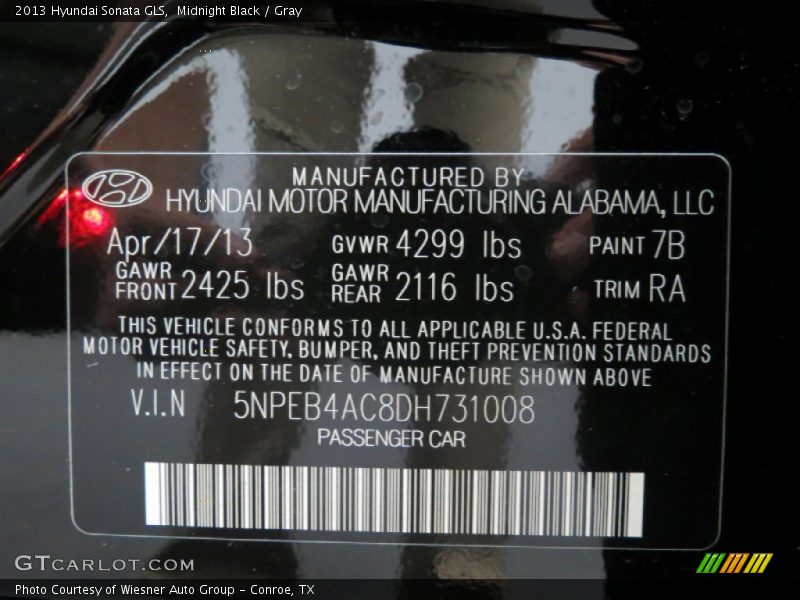 2013 Hyundai Sonata GLS, Midnight Black / Gray
MANUFACTURED BY
HYUNDAI MOTOR MANUFACTURING ALABAMA, LLC
Apr/17/13 GVWR 4299 lbs PAINT 7B
GAWR FRONT 2425 lbs GAWR REAR 2116 lbs TRIM RA
THIS VEHICLE CONFORMS TO ALL APPLICABLE U.S.A. FEDERAL
MOTOR VEHICLE SAFETY, BUMPER, AND THEFT PREVENTION STANDARDS
IN EFFECT ON THE DATE OF MANUFACTURE SHOWN ABOVE
V.I.N 5NPEB4AC8DH731008
PASSENGER CAR
GTCARLOT.COM
Photo Courtesy of Wiesner Auto Group - Conroe, TX